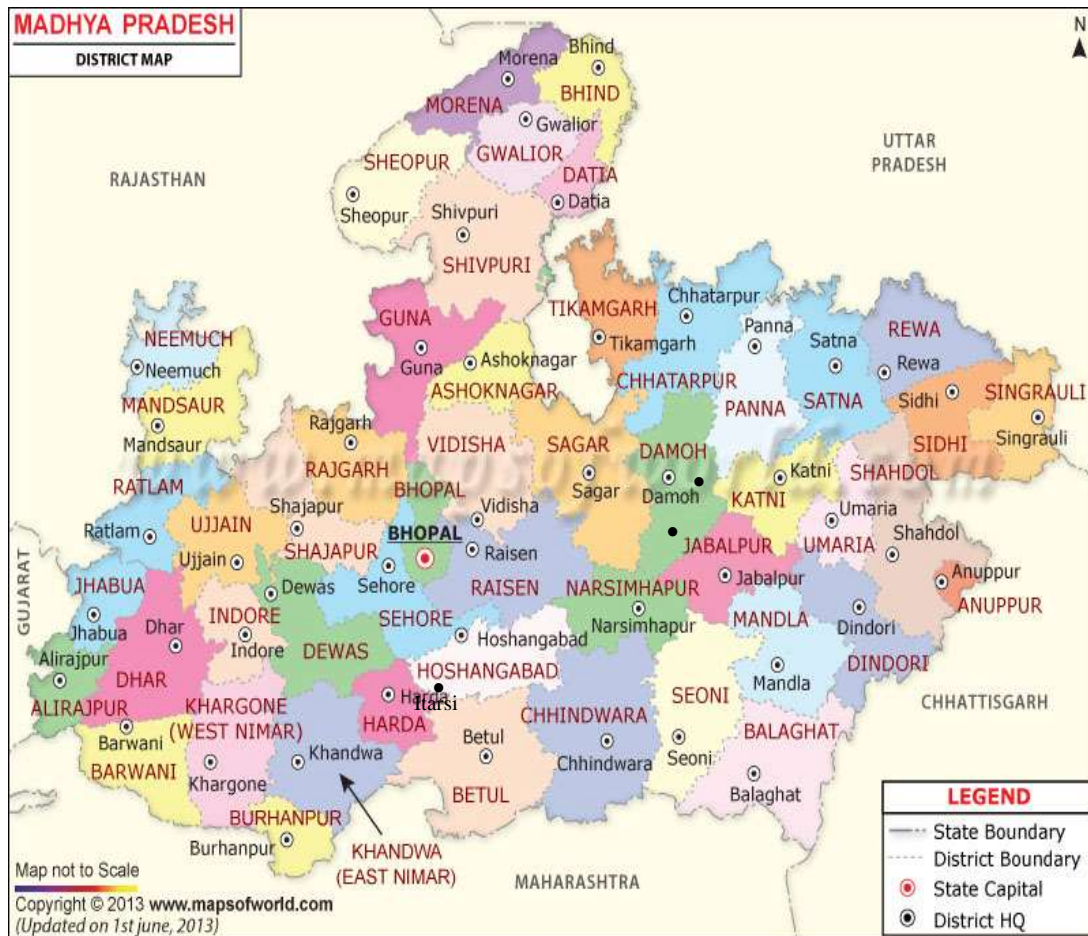 MADHYA PRADESH
DISTRICT MAP
N
Morena
Bhind
MORENA
BHIND
Gwalior
GWALIOR
SHEOPUR
DATIA
UTTAR
PRADESH
RAJASTHAN
Sheopur
Datia
Shivpuri
SHIVPURI
TIKAMGARH
Chhatarpur
GUNA
NEEMUCH
Panna
Satna
REWA
Tikamgarh
Guna
Ashoknagar
Neemuch
Rewa
ASHOKNAGAR
CHHATARPUR
PANNA
SATNA
Sidhi
SINGRAULI
MANDSAUR
Mandsaur
Rajgarh
VIDISHA
SAGAR
DAMOH
SIDHI
Singrauli
www.mapsofworld.com
RAJGARH
Katni
SHAHDOL
RATLAM
BHOPAL
Sagar
Damoh
KATNI
Shajapur
Vidisha
Umaria
UJJAIN
Ratlam
BHOPAL
Shahdol
SHAJAPUR
Raisen
JABALPUR
UMARIA
Ujjain
Sehore
GUJARAT
JHABUA
Dewas
RAISEN
NARSIMHAPUR
Jabalpur
Anuppur
Jhabua
INDORE
SEHORE
Narsimhapur
MANDLA
Dindori
ANUPPUR
Dhar
Indore
Hoshangabad
Alirajpur
DEWAS
HOSHANGABAD
Mandla
DINDORI
DHAR
SEONI
Harda
Itarsi
CHHATTISGARH
ALIRAJPUR
KHARGONE
(WEST NIMAR)
HARDA
CHHINDWARA
Barwani
BALAGHAT
Betul
Khandwa
Chhindwara
Seoni
BARWANI
Khargone
Balaghat
BETUL
BURHANPUR
Burhanpur
KHANDWA
(EAST NIMAR)
MAHARASHTRA
LEGEND
State Boundary
District Boundary
State Capital
District HQ
Map not to Scale
Copyright © 2013 www.mapsofworld.com
(Updated on 1st june, 2013)